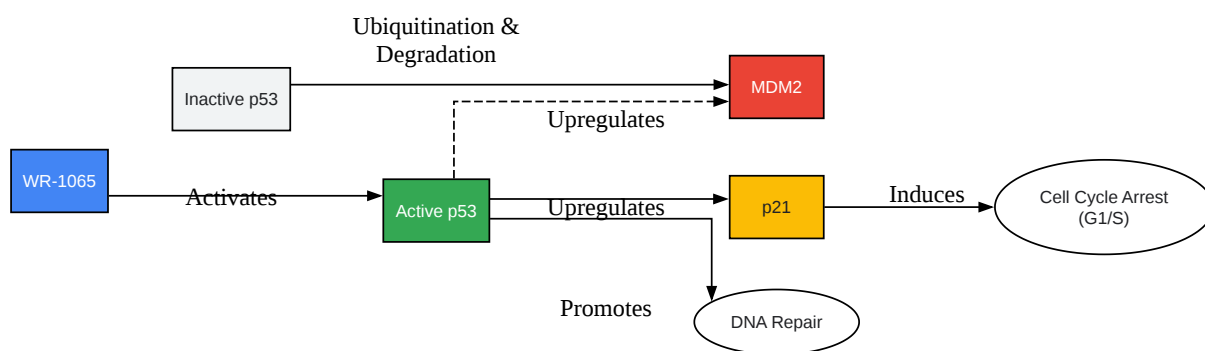 Ubiquitination &
Degradation
Inactive p53
MDM2
Upregulates
WR-1065
Activates
Active p53
Upregulates
p21
Induces
Cell Cycle Arrest
(G1/S)
Promotes
DNA Repair